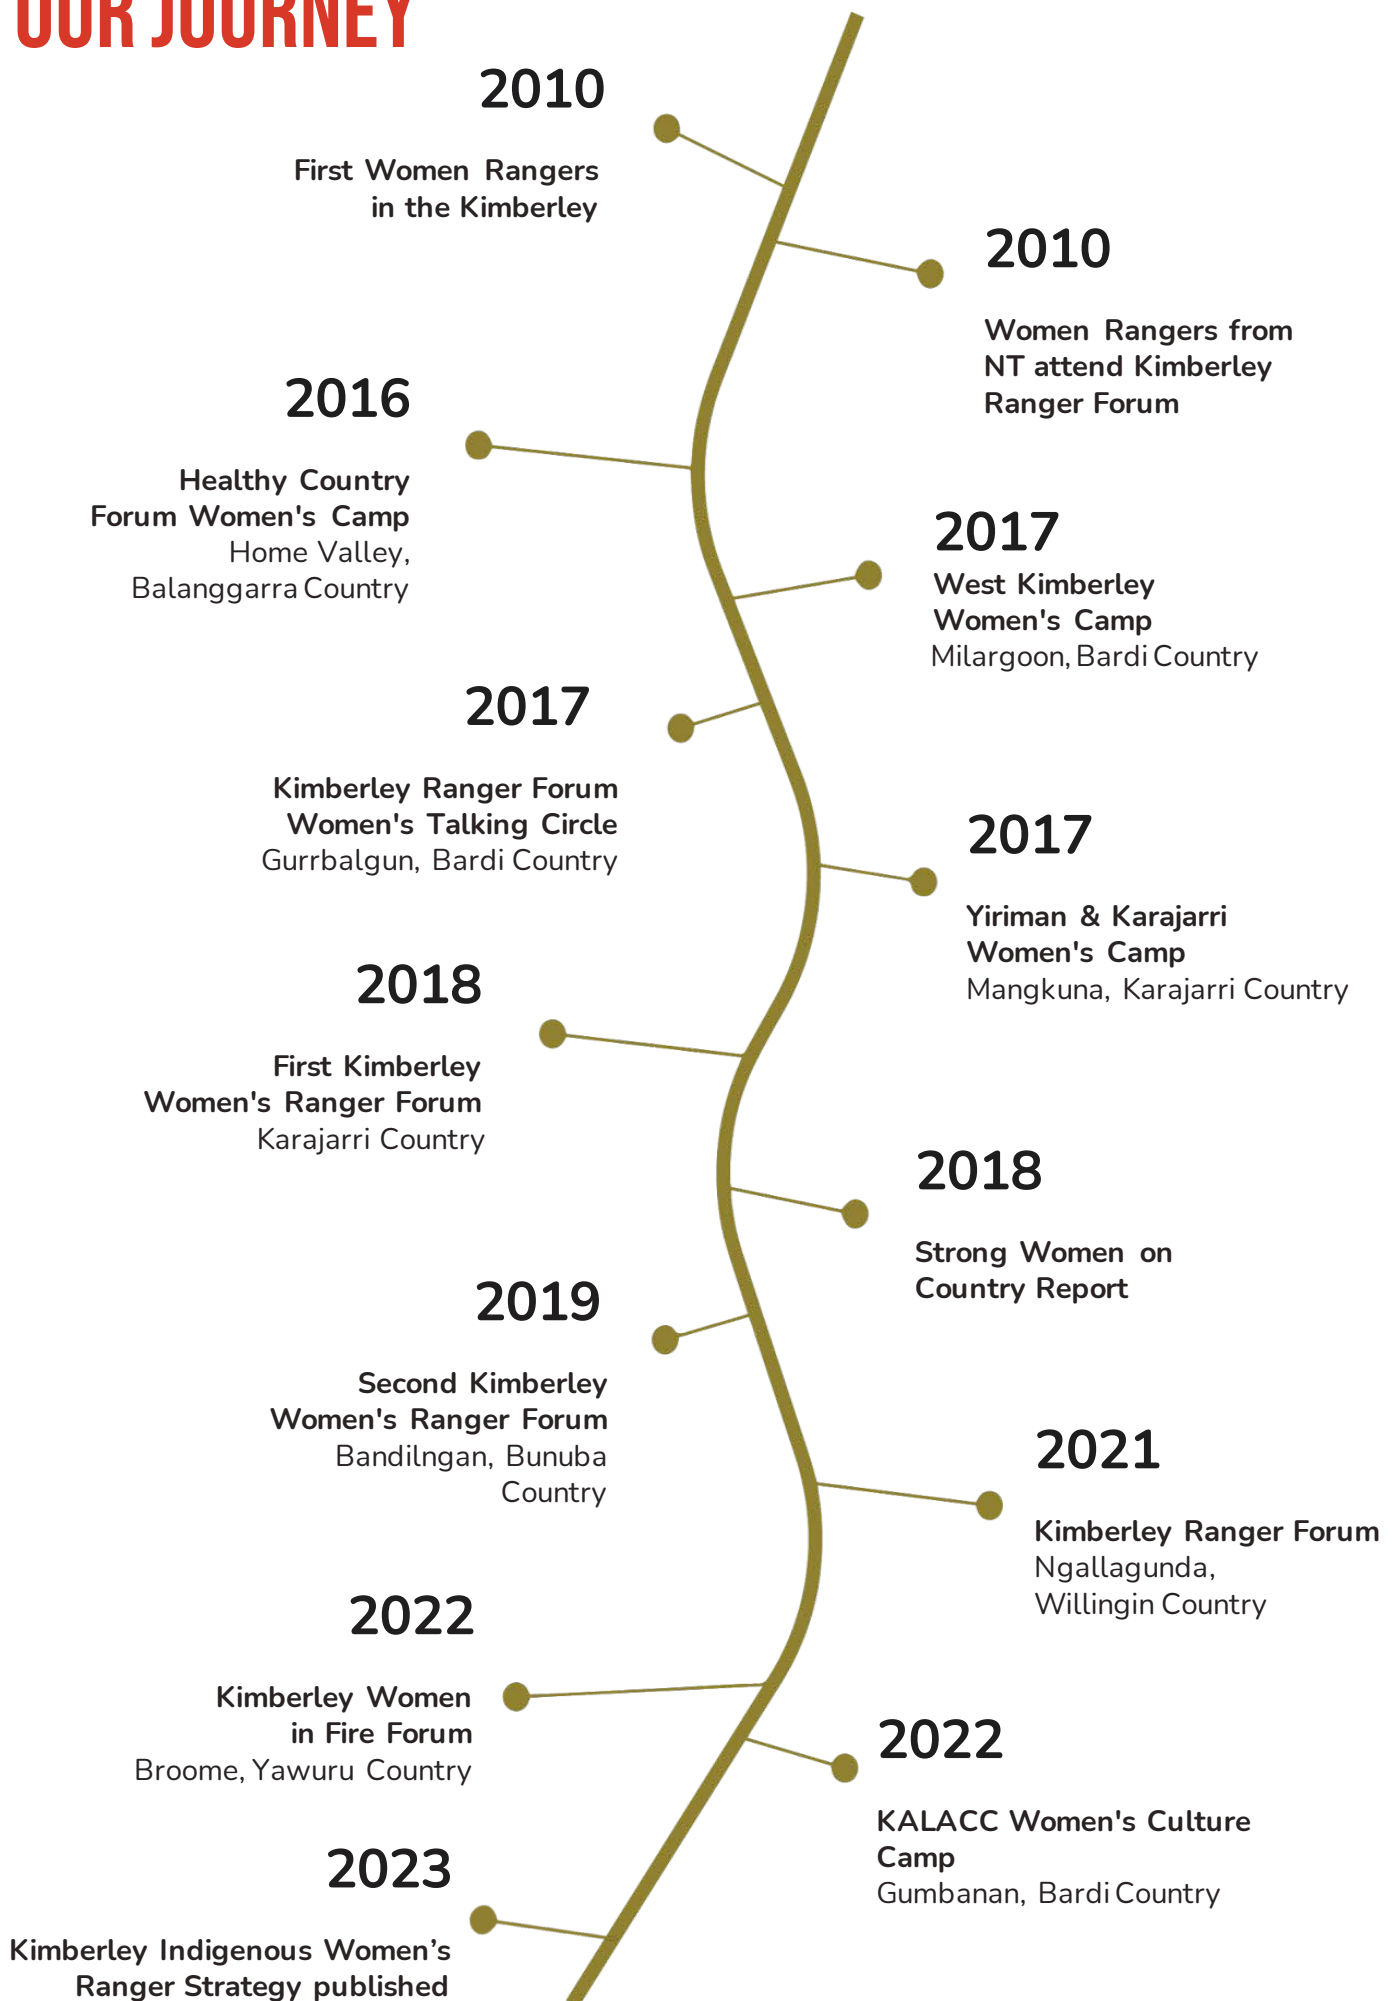 OUR JOURNEY
2010
First Women Rangers
in the Kimberley
2010
Women Rangers from
NT attend Kimberley
Ranger Forum
2016
Healthy Country
Forum Women's Camp
Home Valley,
Balanggarra Country
2017
West Kimberley
Women's Camp
Milargoon, Bardi Country
2017
Kimberley Ranger Forum
Women's Talking Circle
Gurrbalgun, Bardi Country
2017
Yiriman & Karajarri
Women's Camp
Mangkuna, Karajarri Country
2018
First Kimberley
Women's Ranger Forum
Karajarri Country
2018
Strong Women on
Country Report
2019
Second Kimberley
Women's Ranger Forum
Bandilngan, Bunuba
Country
2021
Kimberley Ranger Forum
Ngallagunda,
Willingin Country
2022
Kimberley Women
in Fire Forum
Broome, Yawuru Country
2022
KALACC Women's Culture
Camp
Gumbanan, Bardi Country
2023
Kimberley Indigenous Women’s
Ranger Strategy published